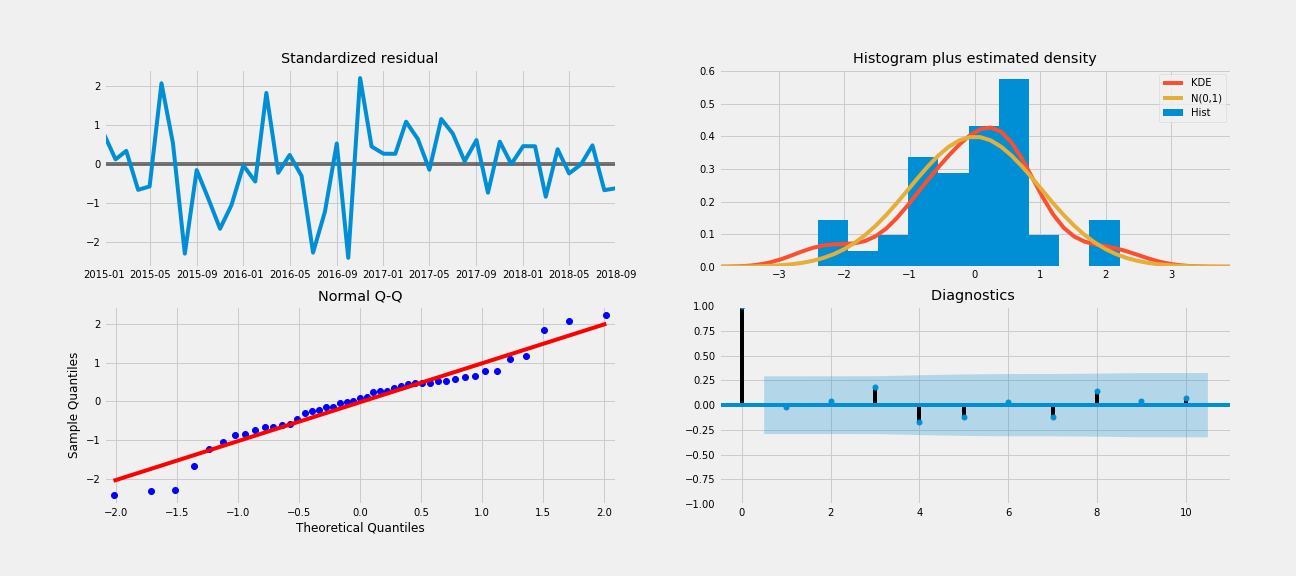 Standardized residual
2
1
0
−1
−2
2015-01 2015-05 2015-09 2016-01 2016-05 2016-09 2017-01 2017-05 2017-09 2018-01 2018-05 2018-09
Histogram plus estimated density
0.6
0.5
0.4
0.3
0.2
0.1
0.0
−3 −2 −1 0 1 2 3
KDE
N(0,1)
Hist
Normal Q-Q
Sample Quantiles
2
1
0
−1
−2
−2.0 −1.5 −1.0 −0.5 0.0 0.5 1.0 1.5 2.0
Theoretical Quantiles
Diagnostics
1.00
0.75
0.50
0.25
0.00
−0.25
−0.50
−0.75
−1.00
0 2 4 6 8 10